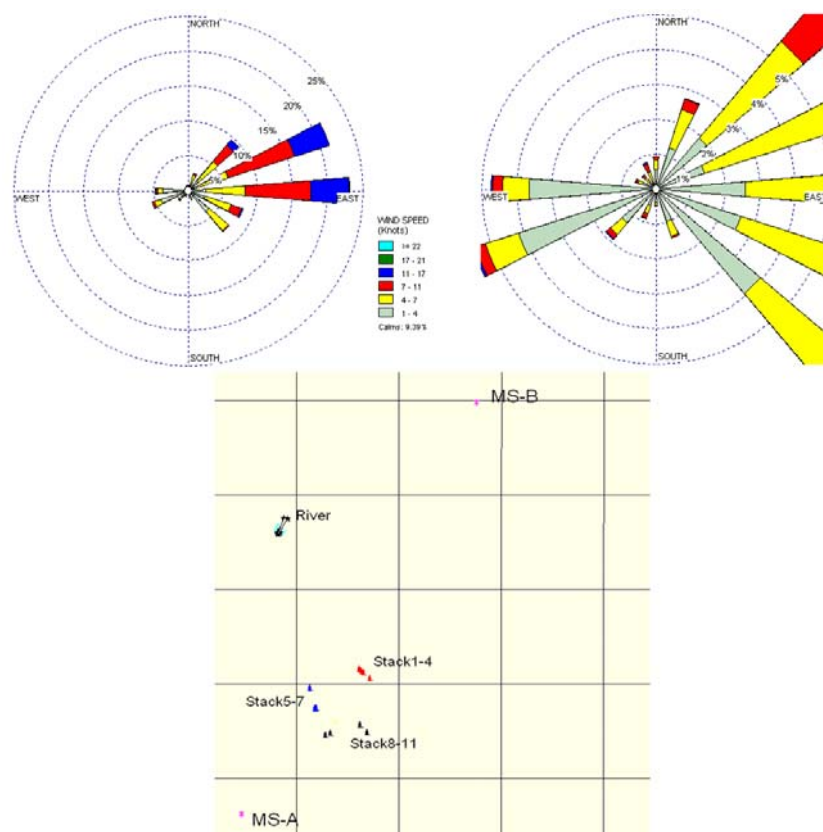 NORTH
25%
20%
15%
10%
5%
WEST
EAST
SOUTH
WIND SPEED
(Knots)
>= 22
17 - 21
11 - 17
7 - 11
4 - 7
1 - 4
Calms: 9.39%
NORTH
5%
4%
3%
2%
1%
WEST
EAST
SOUTH
MS-B
River
Stack1-4
Stack5-7
Stack8-11
MS-A